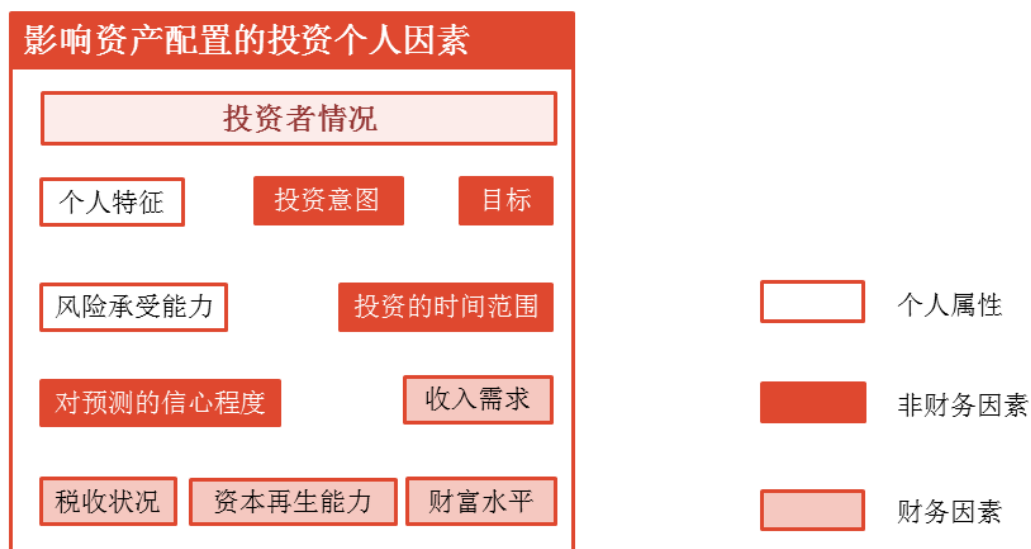 影响资产配置的投资个人因素
投资者情况
个人特征 投资意图 目标
风险承受能力 投资的时间范围
对预测的信心程度 收入需求
税收状况 资本再生能力 财富水平
个人属性
非财务因素
财务因素